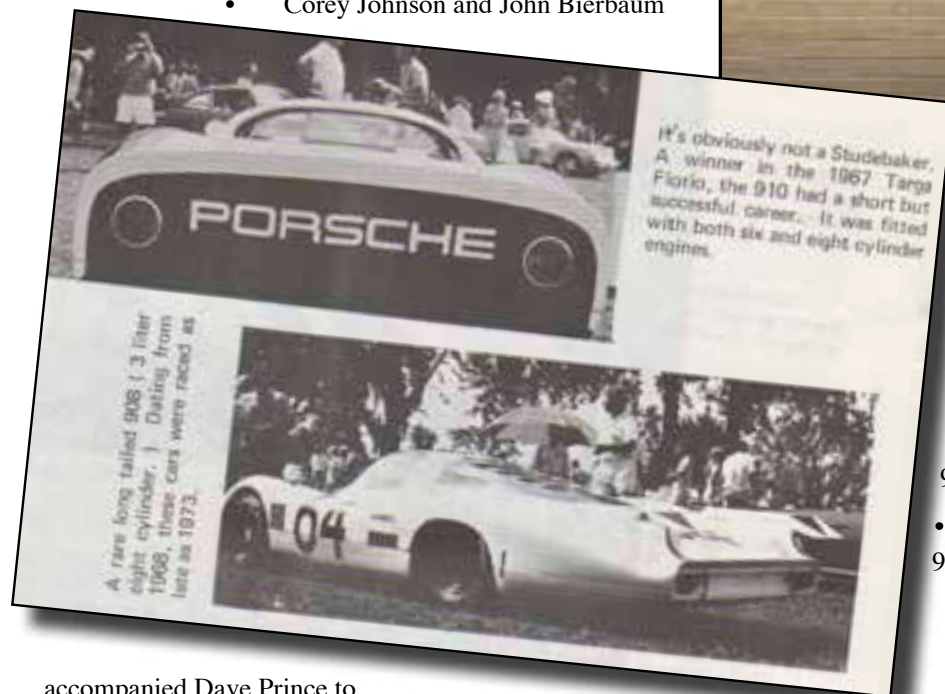 • Corey Johnson and John Bierbaum
PORSCHE
It's obviously not a Studebaker.
A winner in the 1967 Targa
Florio, the 910 had a short but
successful career. It was fitted
with both six and eight cylinder
engines.
A rare long tailed 908 ( 3 liter
eight cylinder. ) Dating from
1968, these cars were raced as
late as 1973.
04
9
•
9
accompanied Dave Prince to